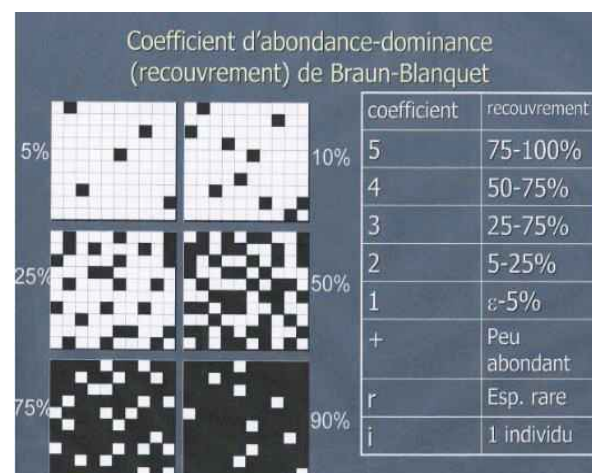 Coefficient d'abondance-dominance
(recouvrement) de Braun-Blanquet
5%
10%
25%
50%
75%
90%
coefficient recouvrement
5 75-100%
4 50-75%
3 25-75%
2 5-25%
1 ε-5%
+ Peu
abondant
r Esp. rare
i 1 individu